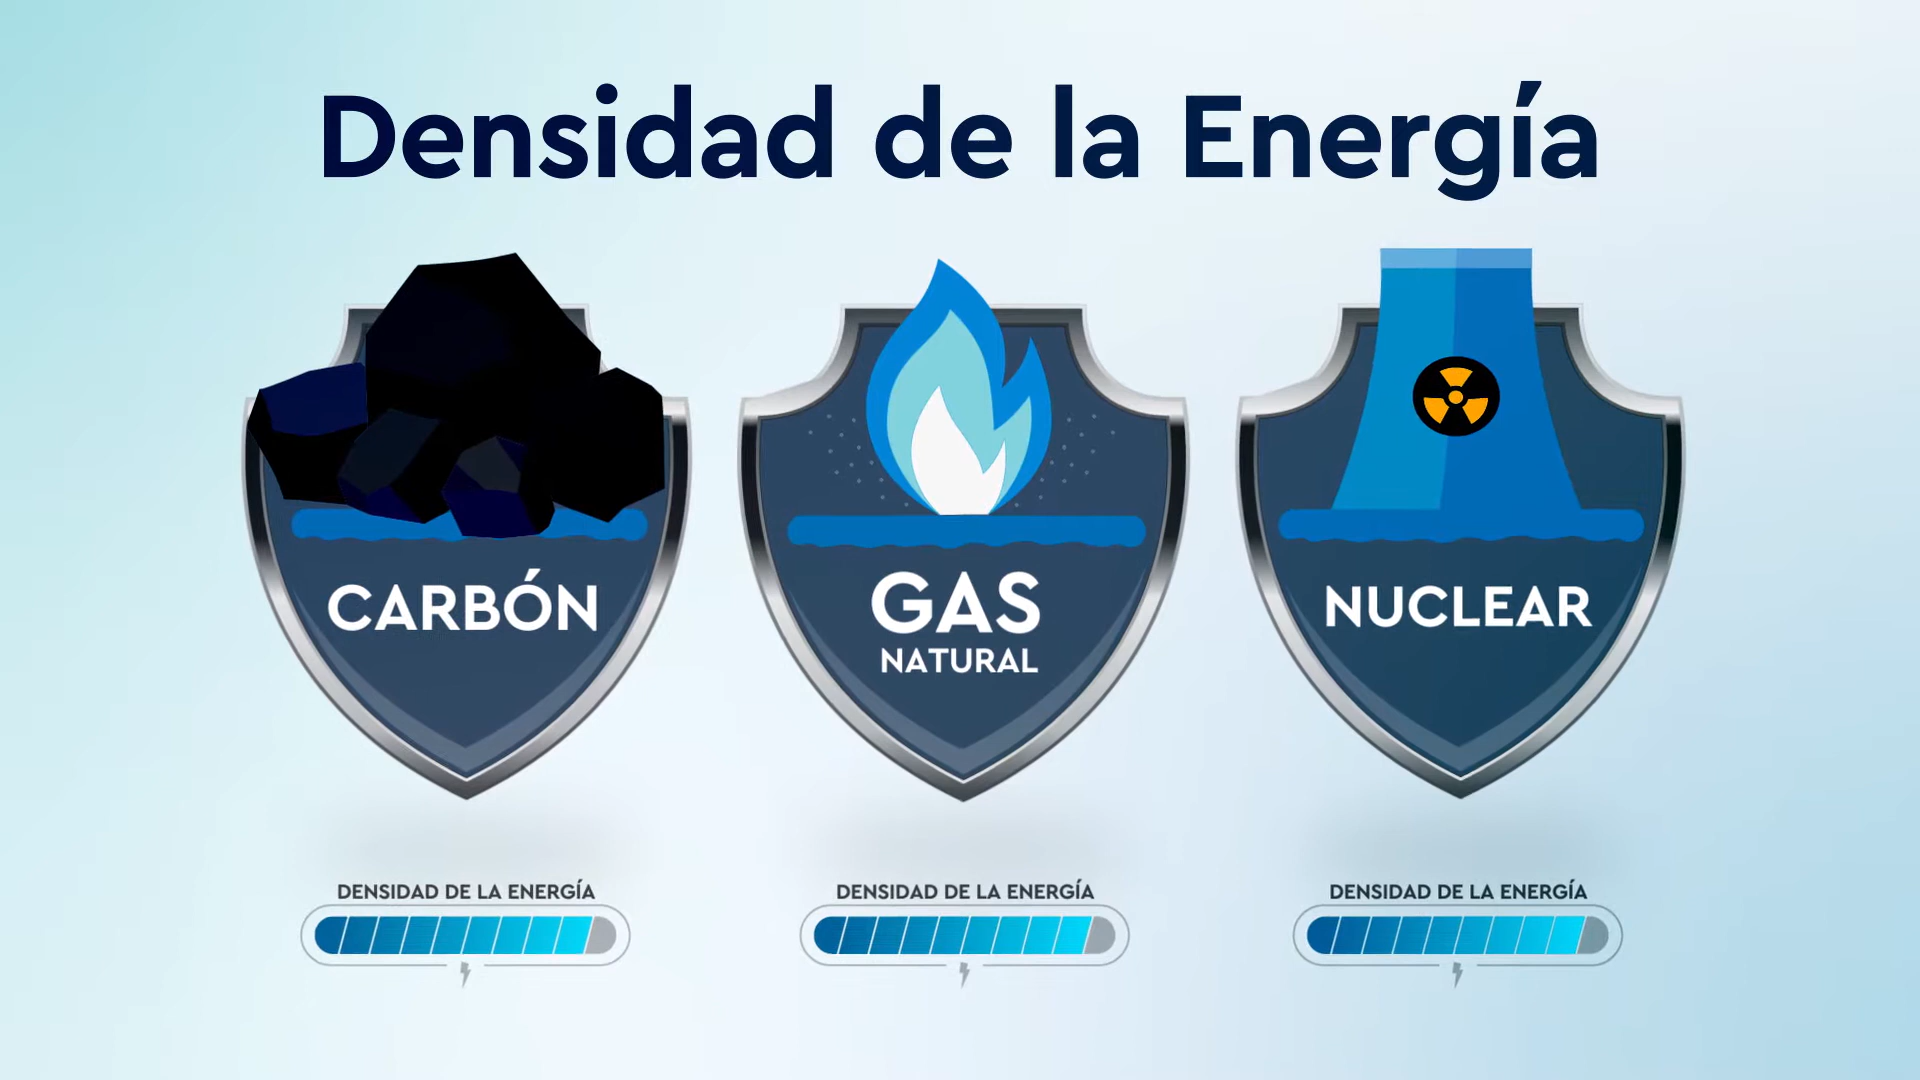 Densidad de la Energía
CARBÓN
GAS
NATURAL
NUCLEAR
DENSIDAD DE LA ENERGÍA
DENSIDAD DE LA ENERGÍA
DENSIDAD DE LA ENERGÍA